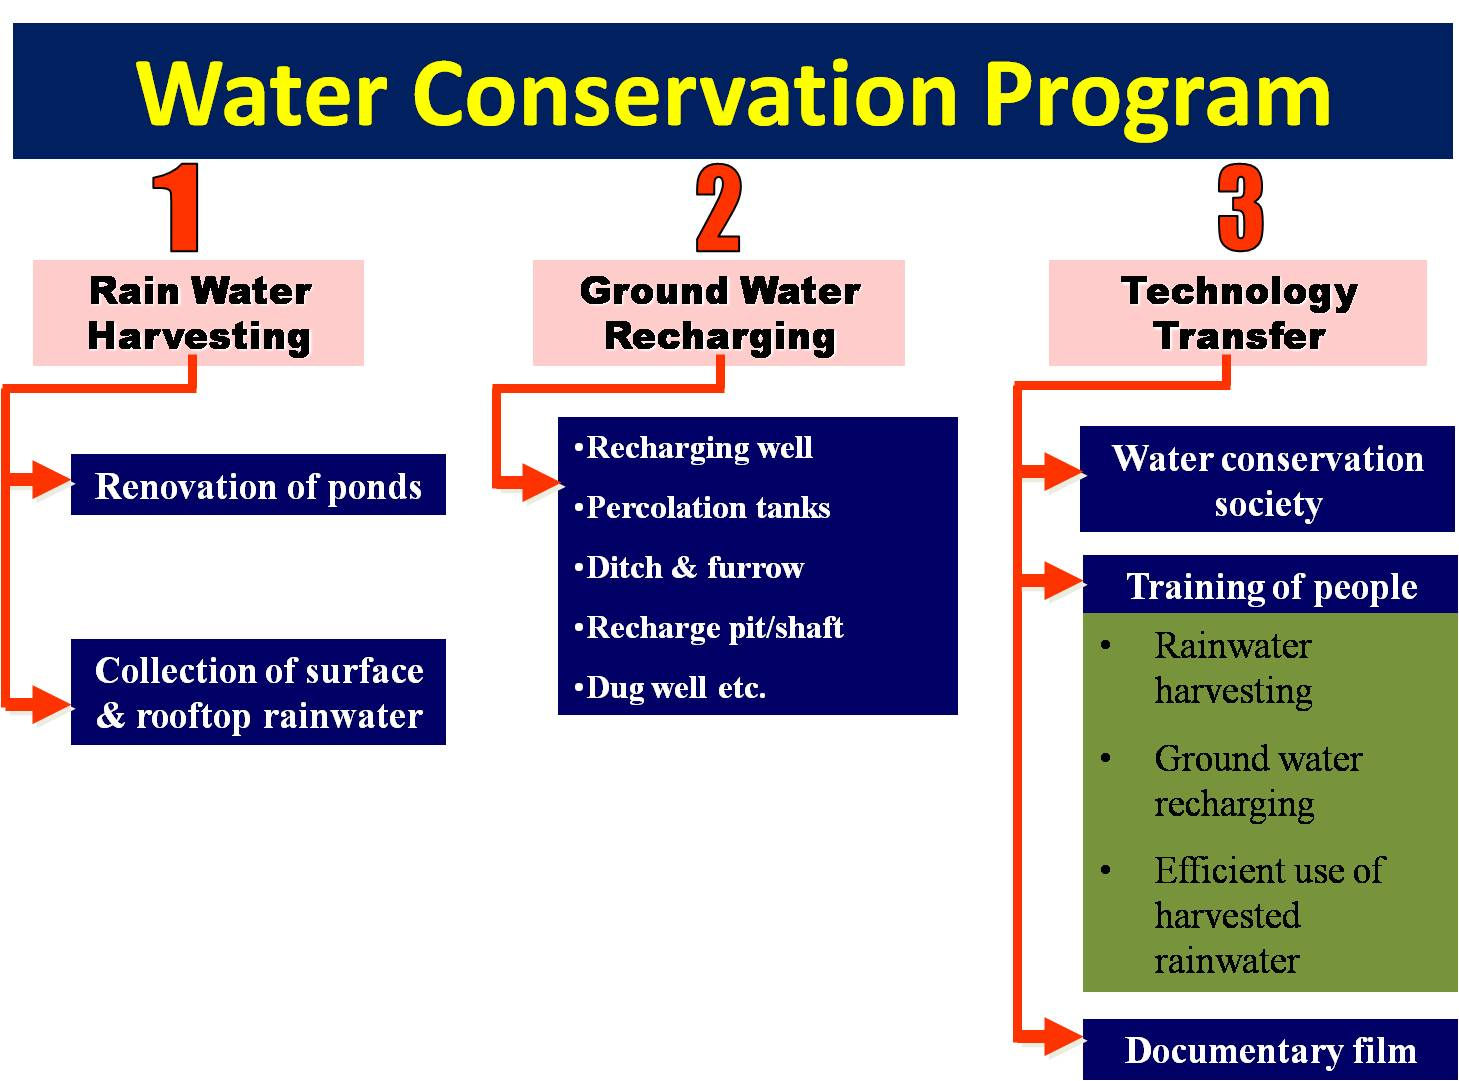 Water Conservation Program
1
Rain Water
Harvesting
Renovation of ponds
Collection of surface
& rooftop rainwater
2
Ground Water
Recharging
•Recharging well
•Percolation tanks
•Ditch & furrow
•Recharge pit/shaft
•Dug well etc.
3
Technology
Transfer
Water conservation
society
Training of people
• Rainwater
harvesting
• Ground water
recharging
• Efficient use of
harvested
rainwater
Documentary film